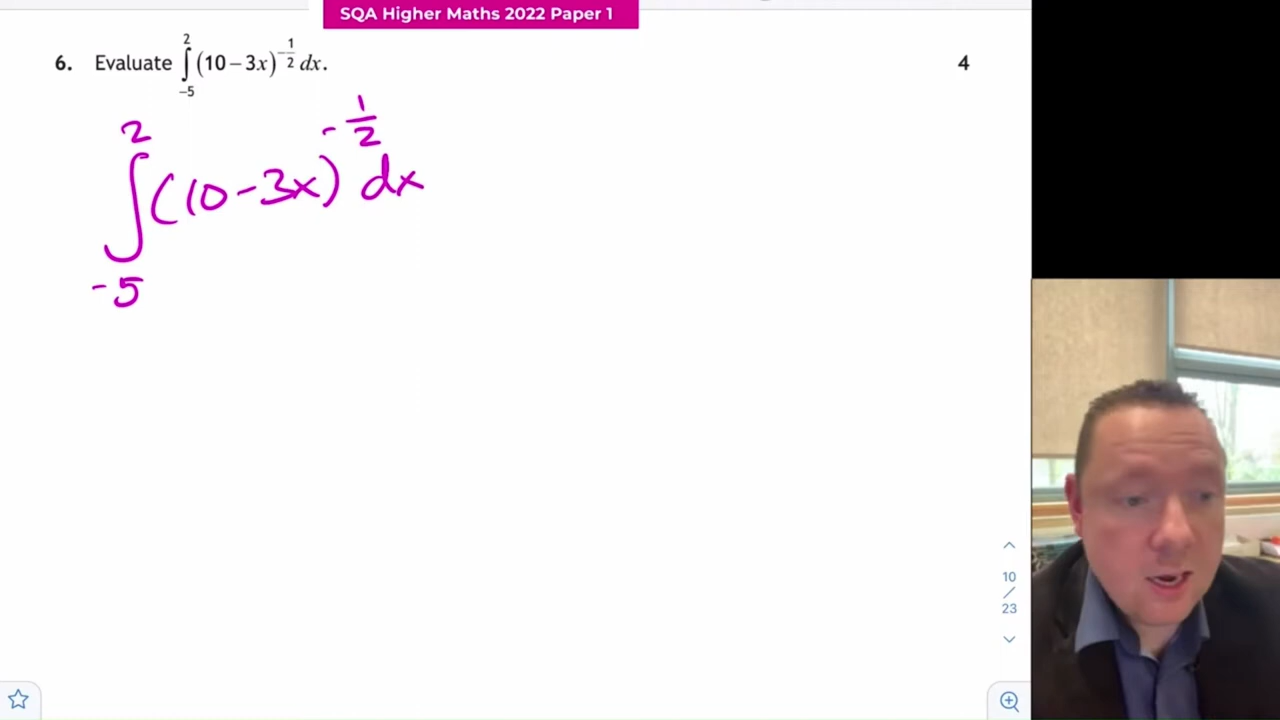 SQA Higher Maths 2022 Paper 1
6. Evaluate ∫₋₅² (10 – 3x)^(–1/2) dx. 4
∫₋₅² (10 - 3x)^(-1/2) dx
10
/
23